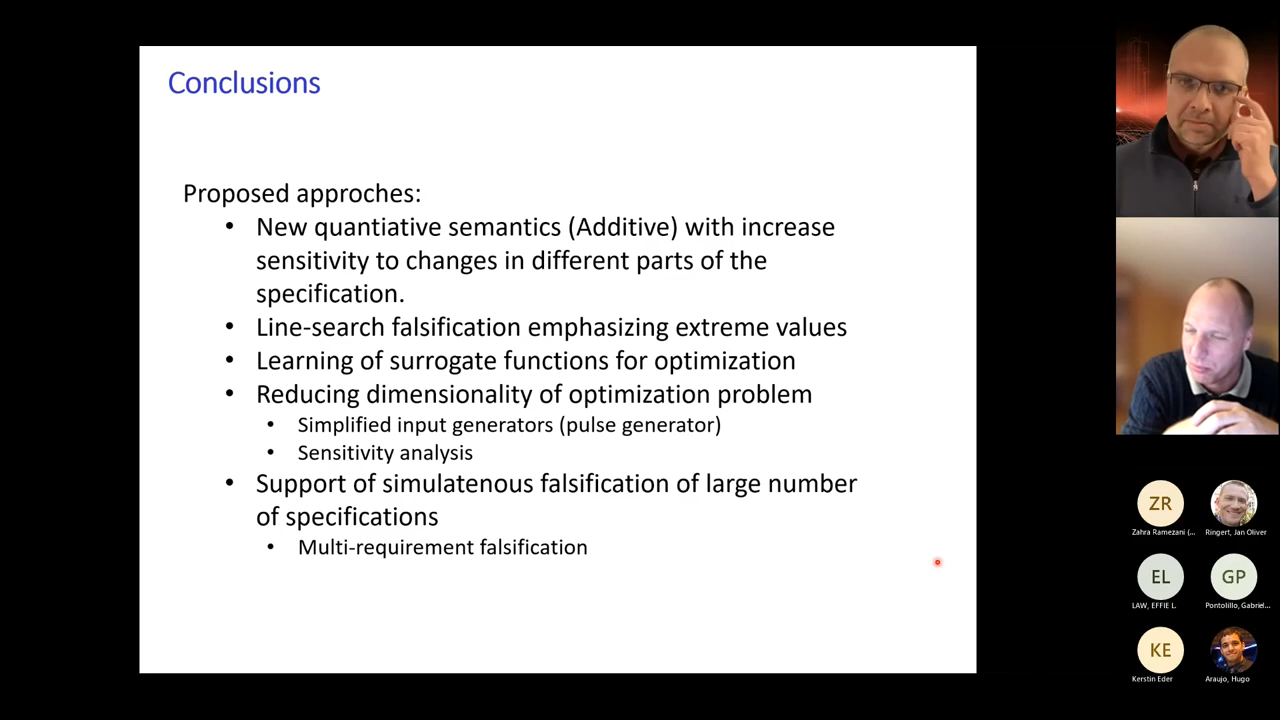 Conclusions
Proposed approches:
• New quantiative semantics (Additive) with increase
sensitivity to changes in different parts of the
specification.
• Line-search falsification emphasizing extreme values
• Learning of surrogate functions for optimization
• Reducing dimensionality of optimization problem
• Simplified input generators (pulse generator)
• Sensitivity analysis
• Support of simulatenous falsification of large number
of specifications
• Multi-requirement falsification
ZR
Zahra Ramezani (...
Ringert, Jan Oliver
EL
LAW, EFFIE L.
GP
Pontolillo, Gabriel...
KE
Kerstin Eder
Araujo, Hugo